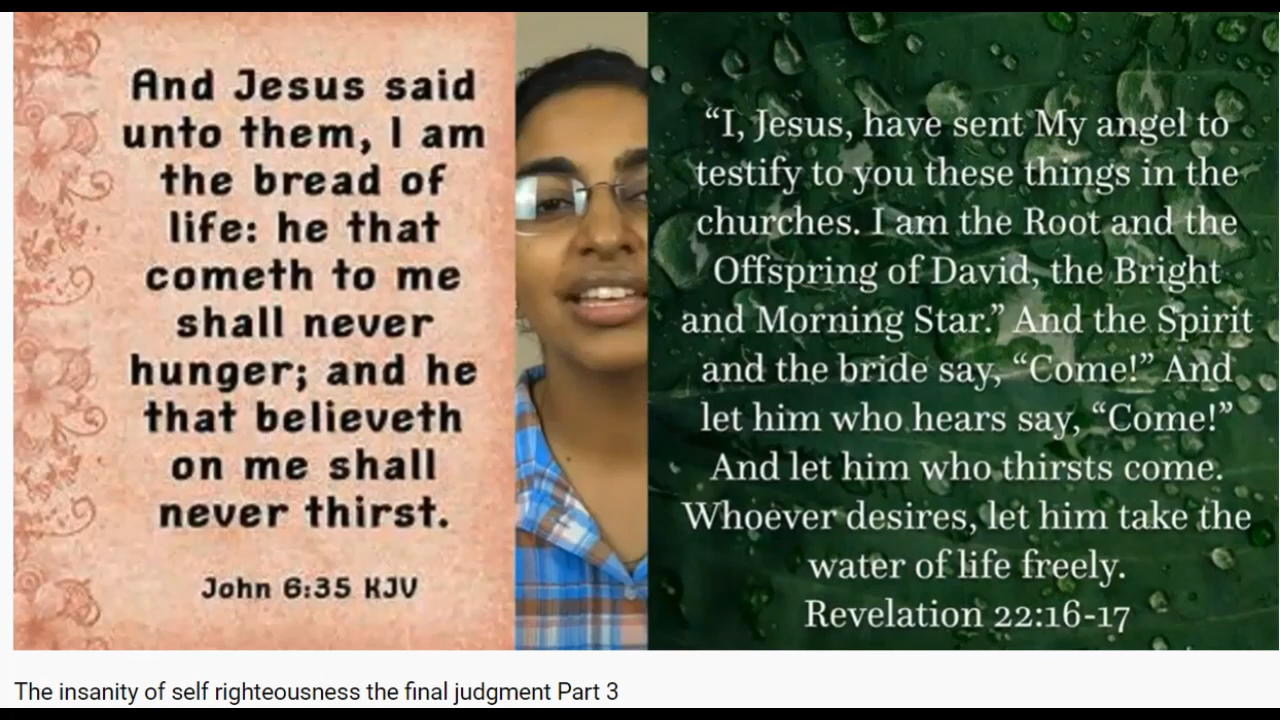 And Jesus said
unto them, I am
the bread of
life: he that
cometh to me
shall never
hunger; and he
that believeth
on me shall
never thirst.
John 6:35 KJV
“I, Jesus, have sent My angel to
testify to you these things in the
churches. I am the Root and the
Offspring of David, the Bright
and Morning Star.” And the Spirit
and the bride say, “Come!” And
let him who hears say, “Come!”
And let him who thirsts come.
Whoever desires, let him take the
water of life freely.
Revelation 22:16-17
The insanity of self righteousness the final judgment Part 3